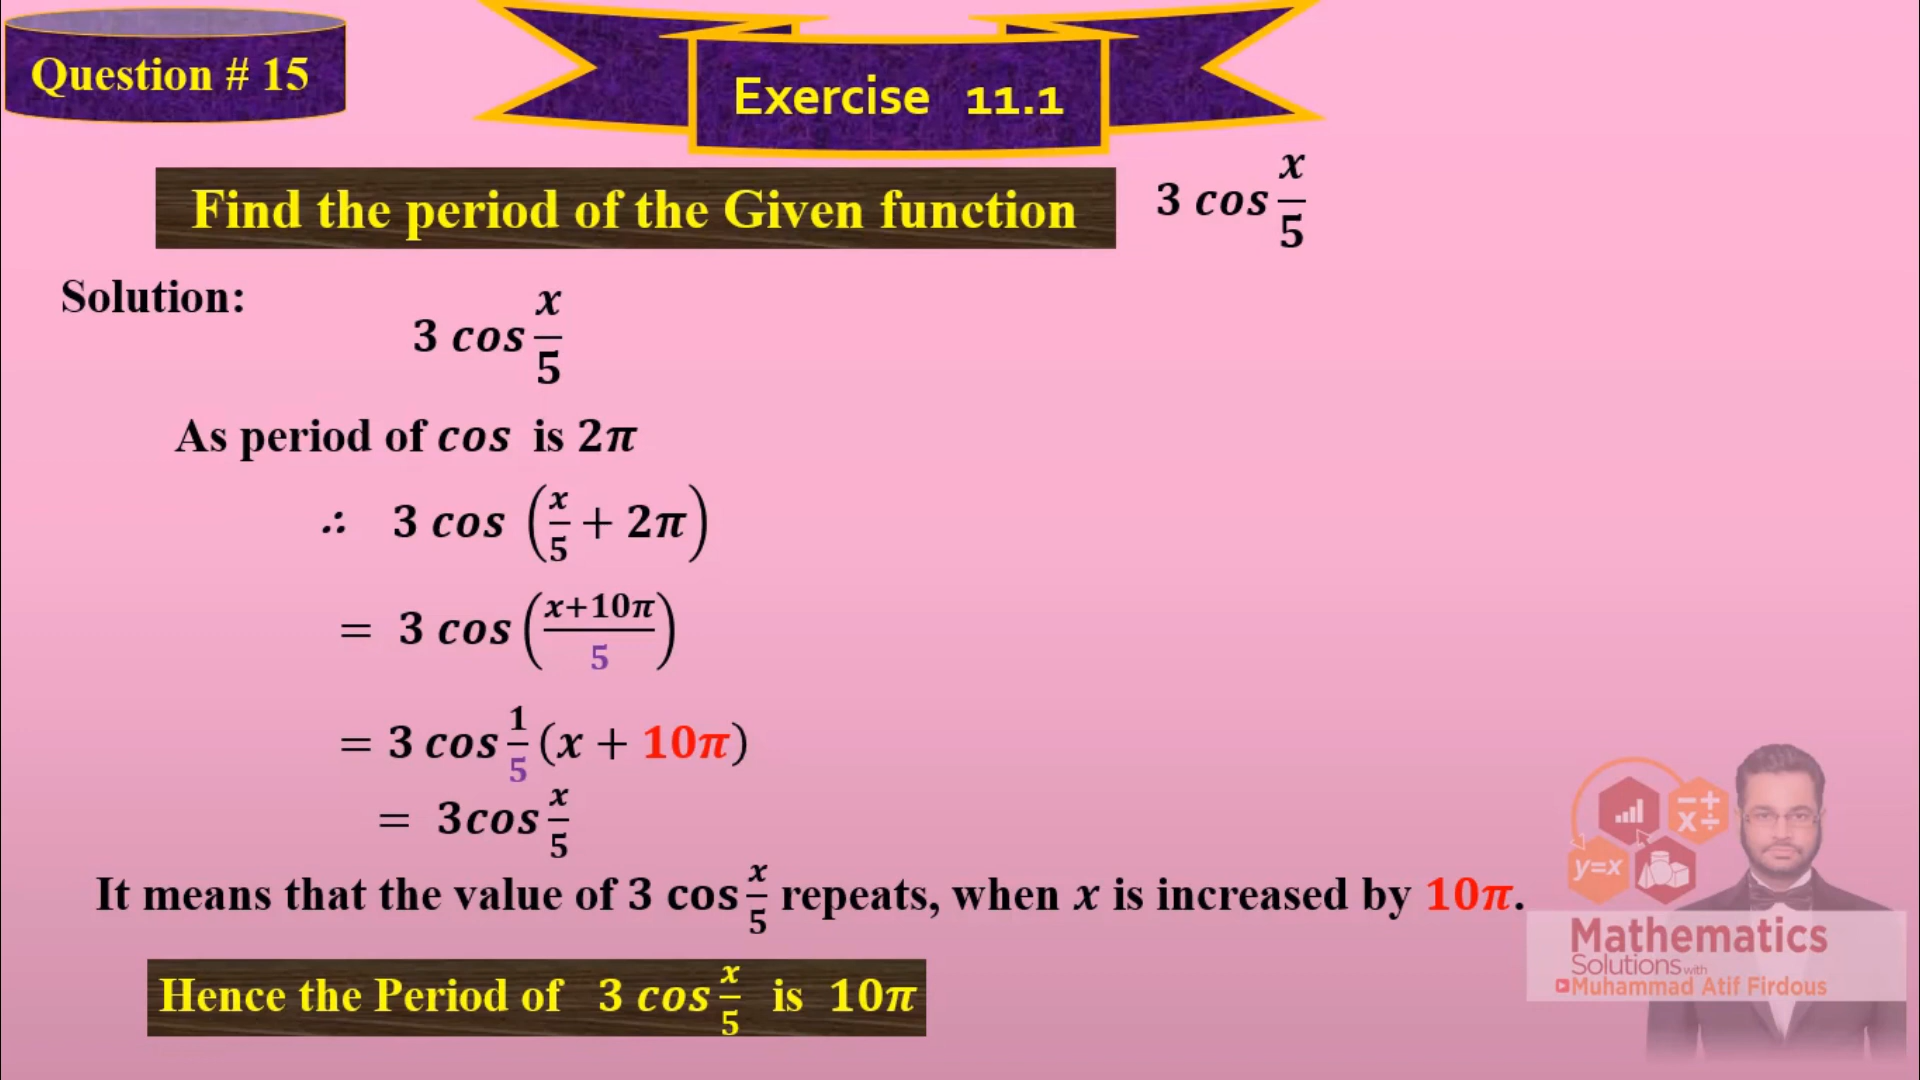 Question # 15
Exercise 11.1
Find the period of the Given function 3 cos x/5
Solution:
3 cos x/5
As period of cos is 2π
∴ 3 cos (x/5 + 2π)
= 3 cos (x+10π/5)
= 3 cos 1/5 (x + 10π)
= 3cos x/5
It means that the value of 3 cos x/5 repeats, when x is increased by 10π.
Hence the Period of 3 cos x/5 is 10π
y=x
Mathematics
Solutions with
Muhammad Atif Firdous